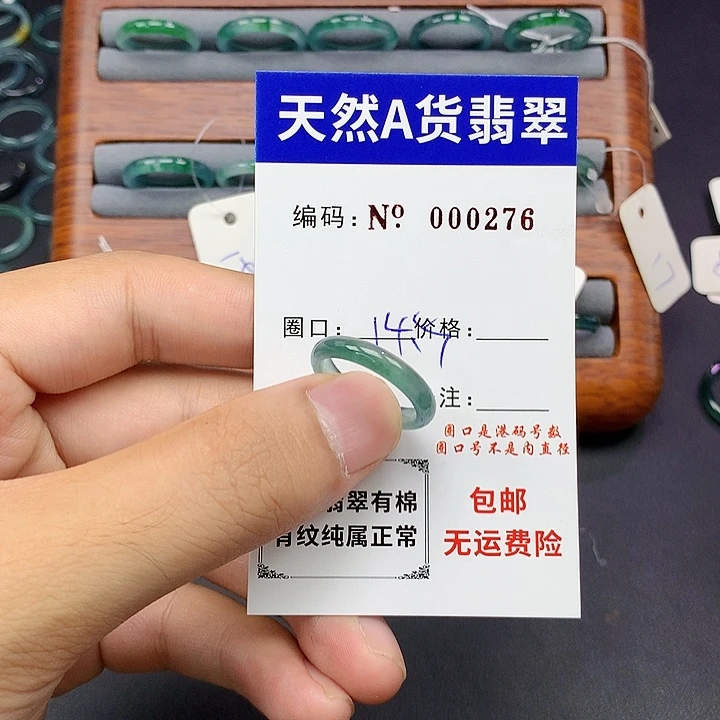 天然A货翡翠
编码：Nº 000276
圈口： 价格：
注：
圈口是港码号数
圈口号不是内直径
翡翠有棉
有纹纯属正常
包邮
无运费险